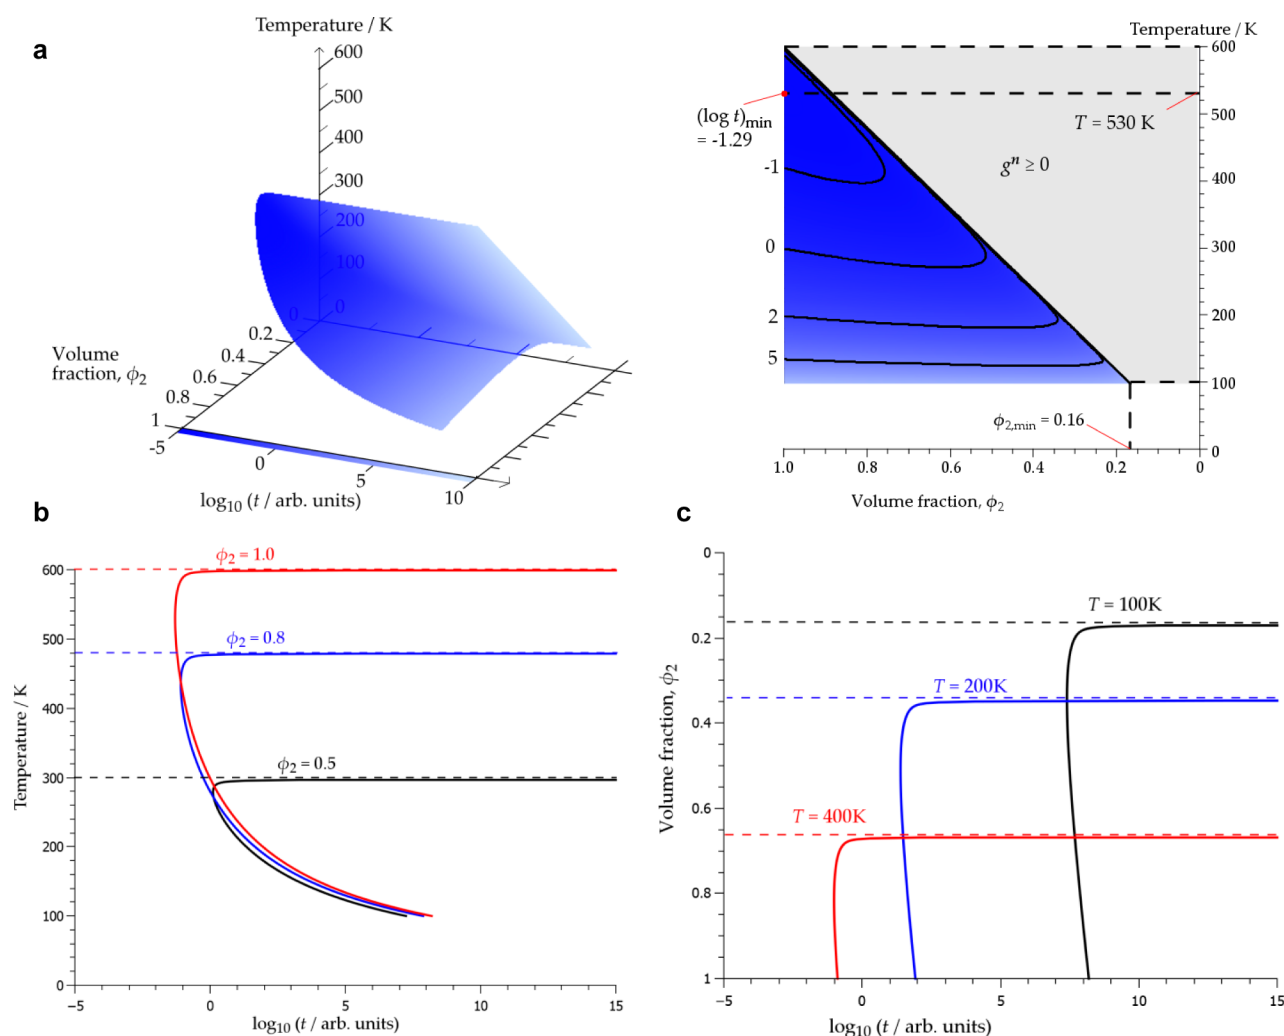 a
Temperature / K
600
500
400
300
200
100
0
0
0.2
0.4
0.6
0.8
1
Volume
fraction, ϕ2
-5
0
5
10
log10 (t / arb. units)
Temperature / K
600
500
400
300
200
100
0
(log t)min
= -1.29
-1
0
2
5
T = 530 K
gⁿ ≥ 0
ϕ2,min = 0.16
1.0
0.8
0.6
0.4
0.2
0
Volume fraction, ϕ2
b
ϕ2 = 1.0
ϕ2 = 0.8
ϕ2 = 0.5
Temperature / K
600
500
400
300
200
100
0
−5
0
5
10
15
log10 (t / arb. units)
c
0
0.2
0.4
0.6
0.8
1
Volume fraction, ϕ2
T = 100K
T = 200K
T = 400K
−5
0
5
10
15
log10 (t / arb. units)